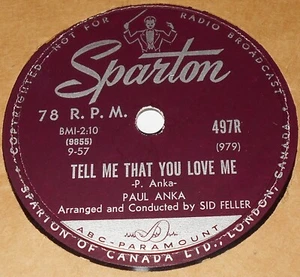 COPYRIGHTED-NOT FOR RADIO BROADCAST
Sparton
78 R.P.M.
BMI-2:10
(9855)
9-57
497R
(979)
TELL ME THAT YOU LOVE ME
-P. Anka-
PAUL ANKA
Arranged and Conducted by SID FELLER
ABC-PARAMOUNT
SPARTON OF CANADA LTD., LONDON, CANADA